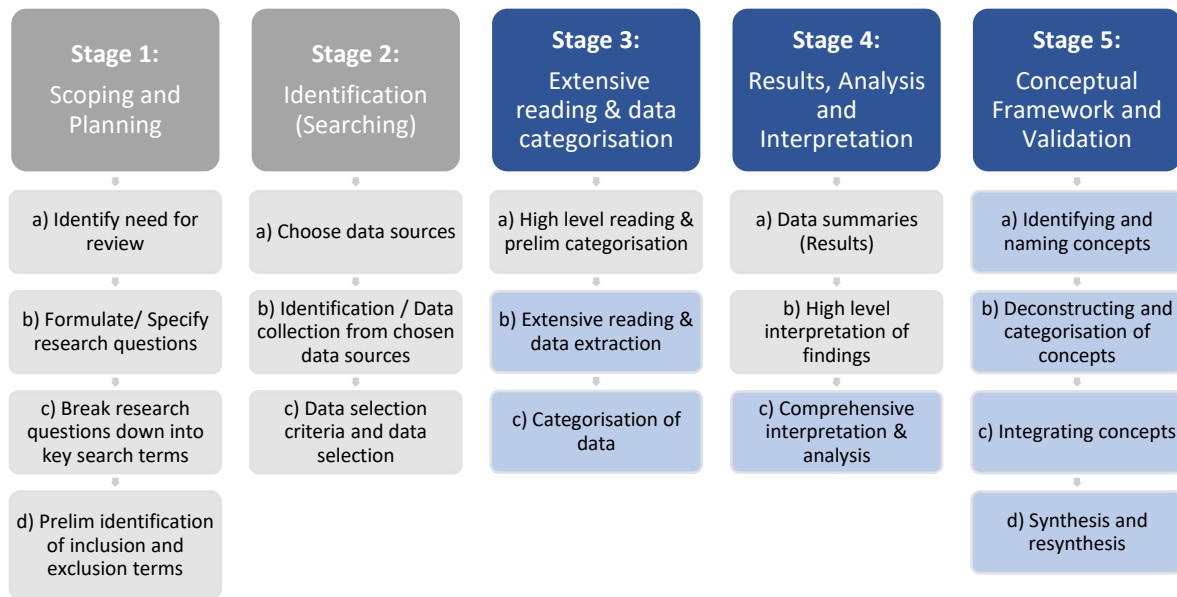 Stage 1:
Scoping and
Planning
a) Identify need for
review
b) Formulate/ Specify
research questions
c) Break research
questions down into
key search terms
d) Prelim identification
of inclusion and
exclusion terms
Stage 2:
Identification
(Searching)
a) Choose data sources
b) Identification / Data
collection from chosen
data sources
c) Data selection
criteria and data
selection
Stage 3:
Extensive
reading & data
categorisation
a) High level reading &
prelim categorisation
b) Extensive reading &
data extraction
c) Categorisation of
data
Stage 4:
Results, Analysis
and
Interpretation
a) Data summaries
(Results)
b) High level
interpretation of
findings
c) Comprehensive
interpretation &
analysis
Stage 5:
Conceptual
Framework and
Validation
a) Identifying and
naming concepts
b) Deconstructing and
categorisation of
concepts
c) Integrating concepts
d) Synthesis and
resynthesis